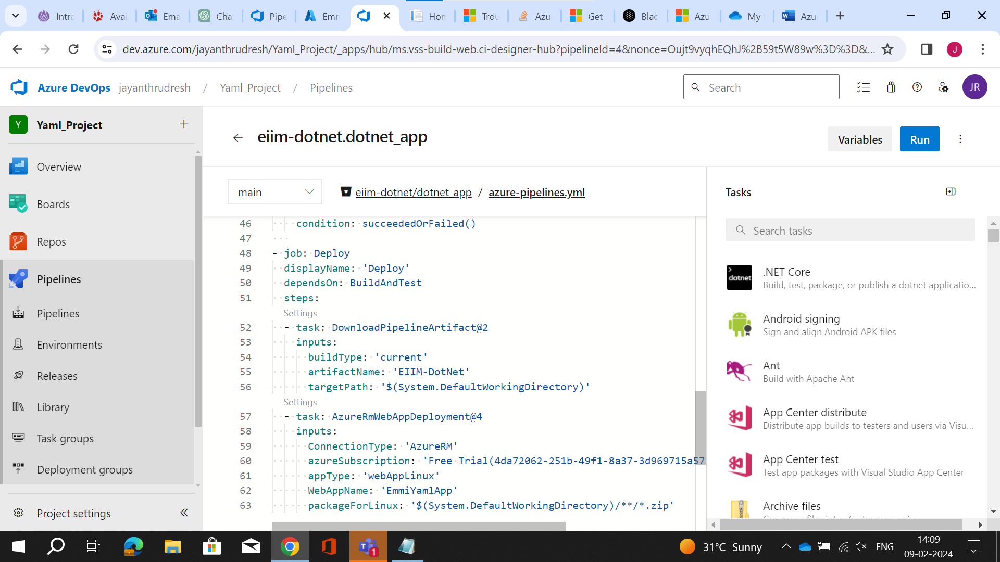 Intra
Avai
Ema
Cha
Pipe
Emm
Hon
Trou
Azu
Get
Blac
Azu
My
Azu
dev.azure.com/jayanthrudresh/Yaml_Project/_apps/hub/ms.vss-build-web.ci-designer-hub?pipelineId=4&nonce=Oujt9vyqhEQhJ%2B59t5W89w%3D%3D&...
J
Azure DevOps jayanthrudresh / Yaml_Project / Pipelines
Search
JR
Y Yaml_Project
Overview
Boards
Repos
Pipelines
Pipelines
Environments
Releases
Library
Task groups
Deployment groups
Project settings
eiim-dotnet.dotnet_app
Variables
Run
main
eiim-dotnet/dotnet_app / azure-pipelines.yml
46 condition: succeededOrFailed()
47
48 - job: Deploy
49 displayName: 'Deploy'
50 dependsOn: BuildAndTest
51 steps:
Settings
52 - task: DownloadPipelineArtifact@2
53 inputs:
54 buildType: 'current'
55 artifactName: 'EIIM-DotNet'
56 targetPath: '$(System.DefaultWorkingDirectory)'
Settings
57 - task: AzureRmWebAppDeployment@4
58 inputs:
59 ConnectionType: 'AzureRM'
60 azureSubscription: 'Free Trial(4da72062-251b-49f1-8a37-3d969715a57
61 appType: 'webAppLinux'
62 WebAppName: 'EmmiYamlApp'
63 packageForLinux: '$(System.DefaultWorkingDirectory)/**/*.zip'
Tasks
Search tasks
dotnet
.NET Core
Build, test, package, or publish a dotnet applicatio...
Android signing
Sign and align Android APK files
Ant
Build with Apache Ant
App Center distribute
Distribute app builds to testers and users via Visu...
App Center test
Test app packages with Visual Studio App Center
Archive files
Compress files into .7z, .tar.gz, or .zip
1
31°C Sunny
ENG
14:09
09-02-2024